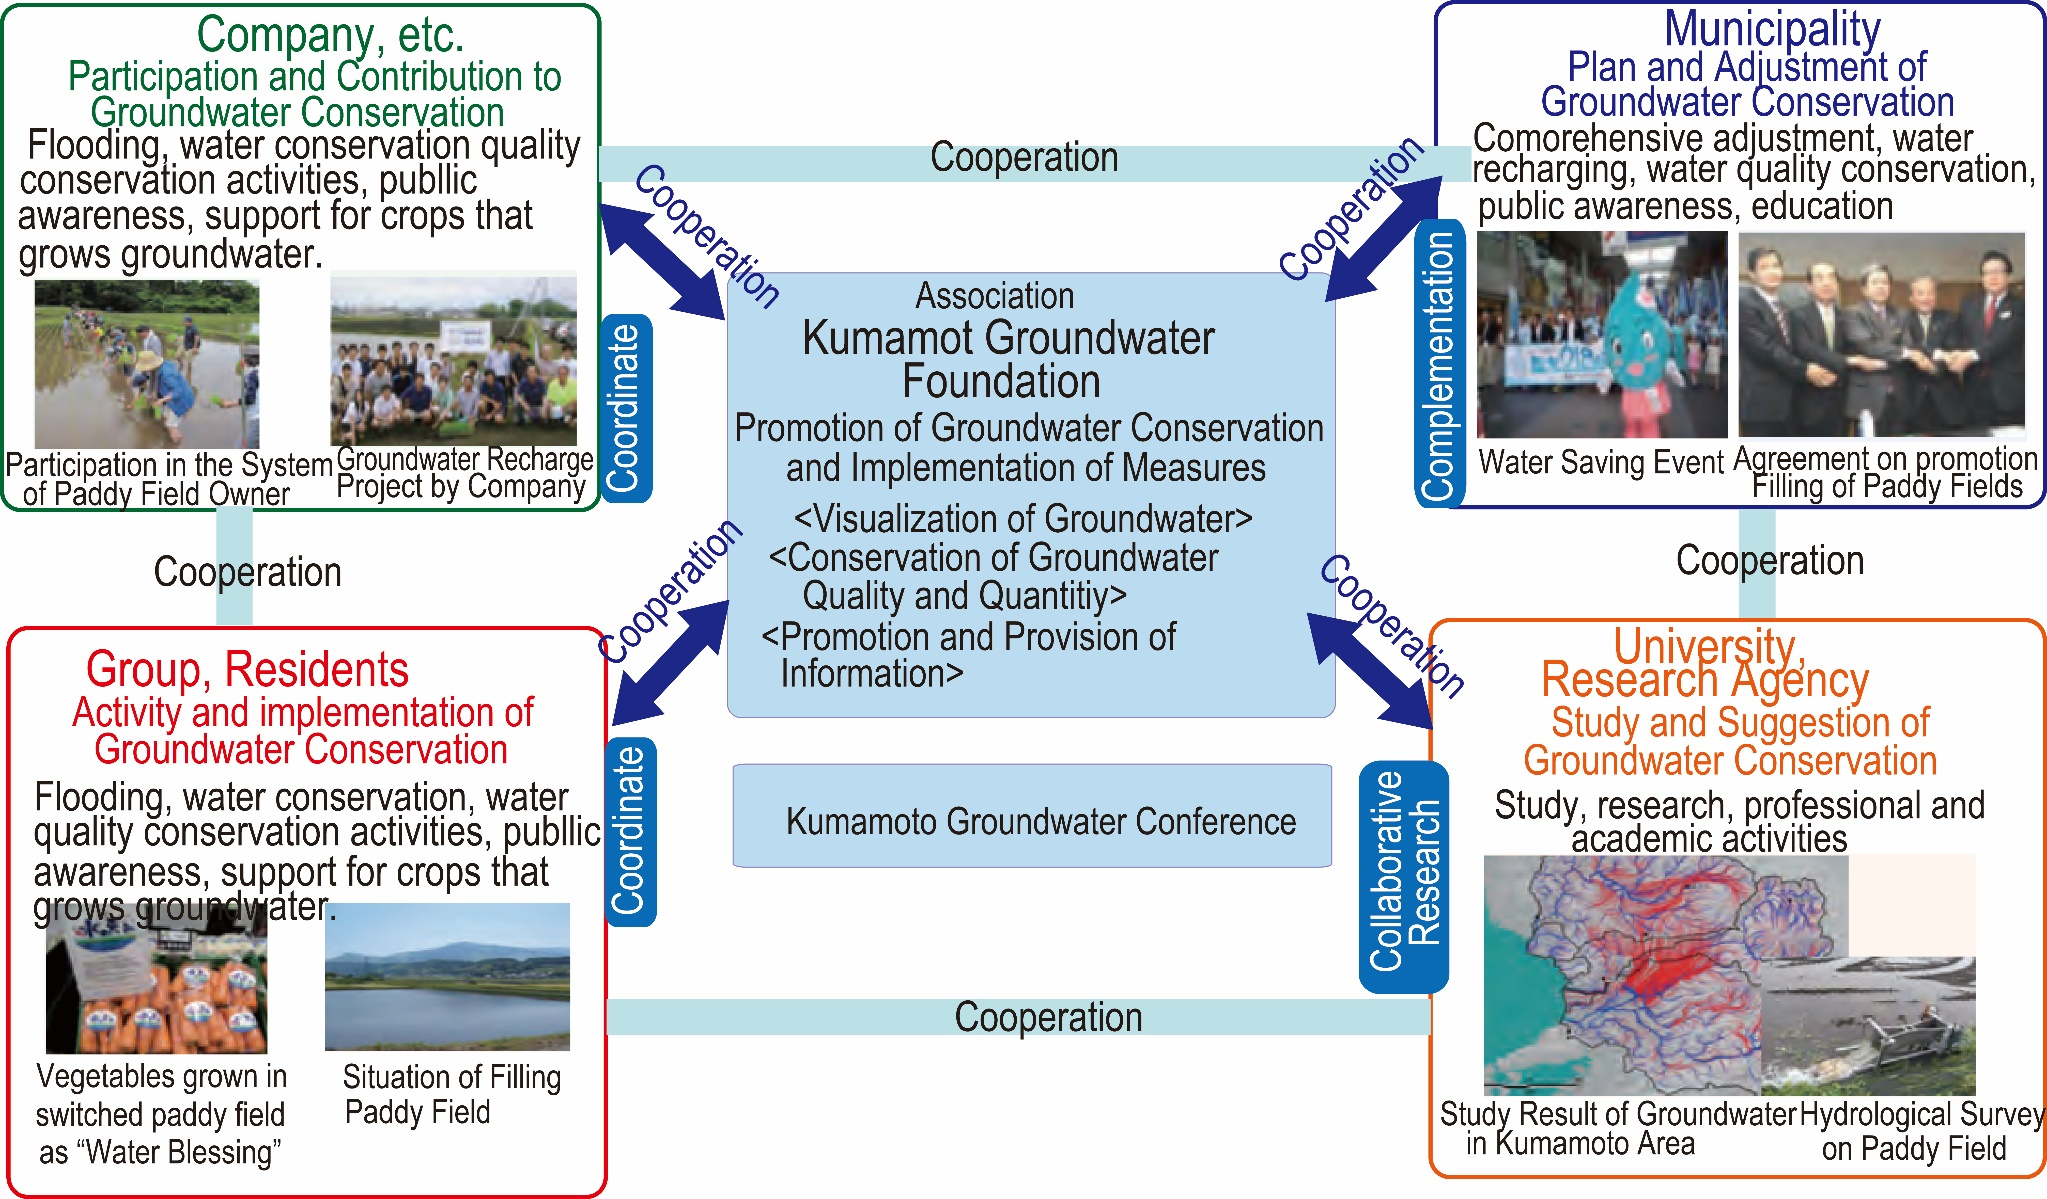 Company, etc.
Participation and Contribution to
Groundwater Conservation
Flooding, water conservation quality
conservation activities, publlic
awareness, support for crops that
grows groundwater.
Participation in the System
of Paddy Field Owner
Groundwater Recharge
Project by Company
Cooperation
Municipality
Plan and Adjustment of
Groundwater Conservation
Comorehensive adjustment, water
recharging, water quality conservation,
public awareness, education
Water Saving Event
Agreement on promotion
Filling of Paddy Fields
Cooperation
Cooperation
Coordinate
Complementation
Association
Kumamot Groundwater
Foundation
Promotion of Groundwater Conservation
and Implementation of Measures
<Visualization of Groundwater>
<Conservation of Groundwater
Quality and Quantitiy>
<Promotion and Provision of
Information>
Cooperation
Cooperation
Cooperation
Cooperation
Group, Residents
Activity and implementation of
Groundwater Conservation
Flooding, water conservation, water
quality conservation activities, publlic
awareness, support for crops that
grows groundwater.
Vegetables grown in
switched paddy field
as “Water Blessing”
Situation of Filling
Paddy Field
Coordinate
Kumamoto Groundwater Conference
Collaborative
Research
Cooperation
University,
Research Agency
Study and Suggestion of
Groundwater Conservation
Study, research, professional and
academic activities
Study Result of Groundwater
in Kumamoto Area
Hydrological Survey
on Paddy Field